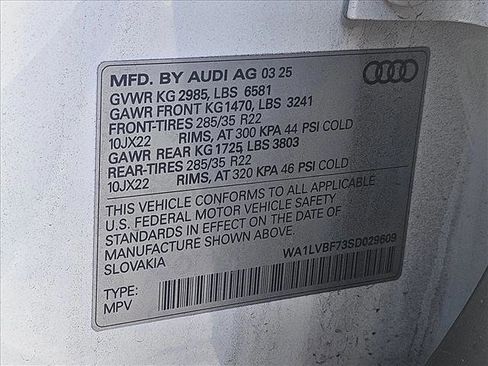 MFD. BY AUDI AG 03 25
GVWR KG 2985, LBS 6581
GAWR FRONT KG1470, LBS 3241
FRONT-TIRES 285/35 R22
10JX22 RIMS, AT 300 KPA 44 PSI COLD
GAWR REAR KG 1725, LBS 3803
REAR-TIRES 285/35 R22
10JX22 RIMS, AT 320 KPA 46 PSI COLD
THIS VEHICLE CONFORMS TO ALL APPLICABLE
U.S. FEDERAL MOTOR VEHICLE SAFETY
STANDARDS IN EFFECT ON THE DATE OF
MANUFACTURE SHOWN ABOVE.
SLOVAKIA
WA1LVBF73SD029609
TYPE:
MPV